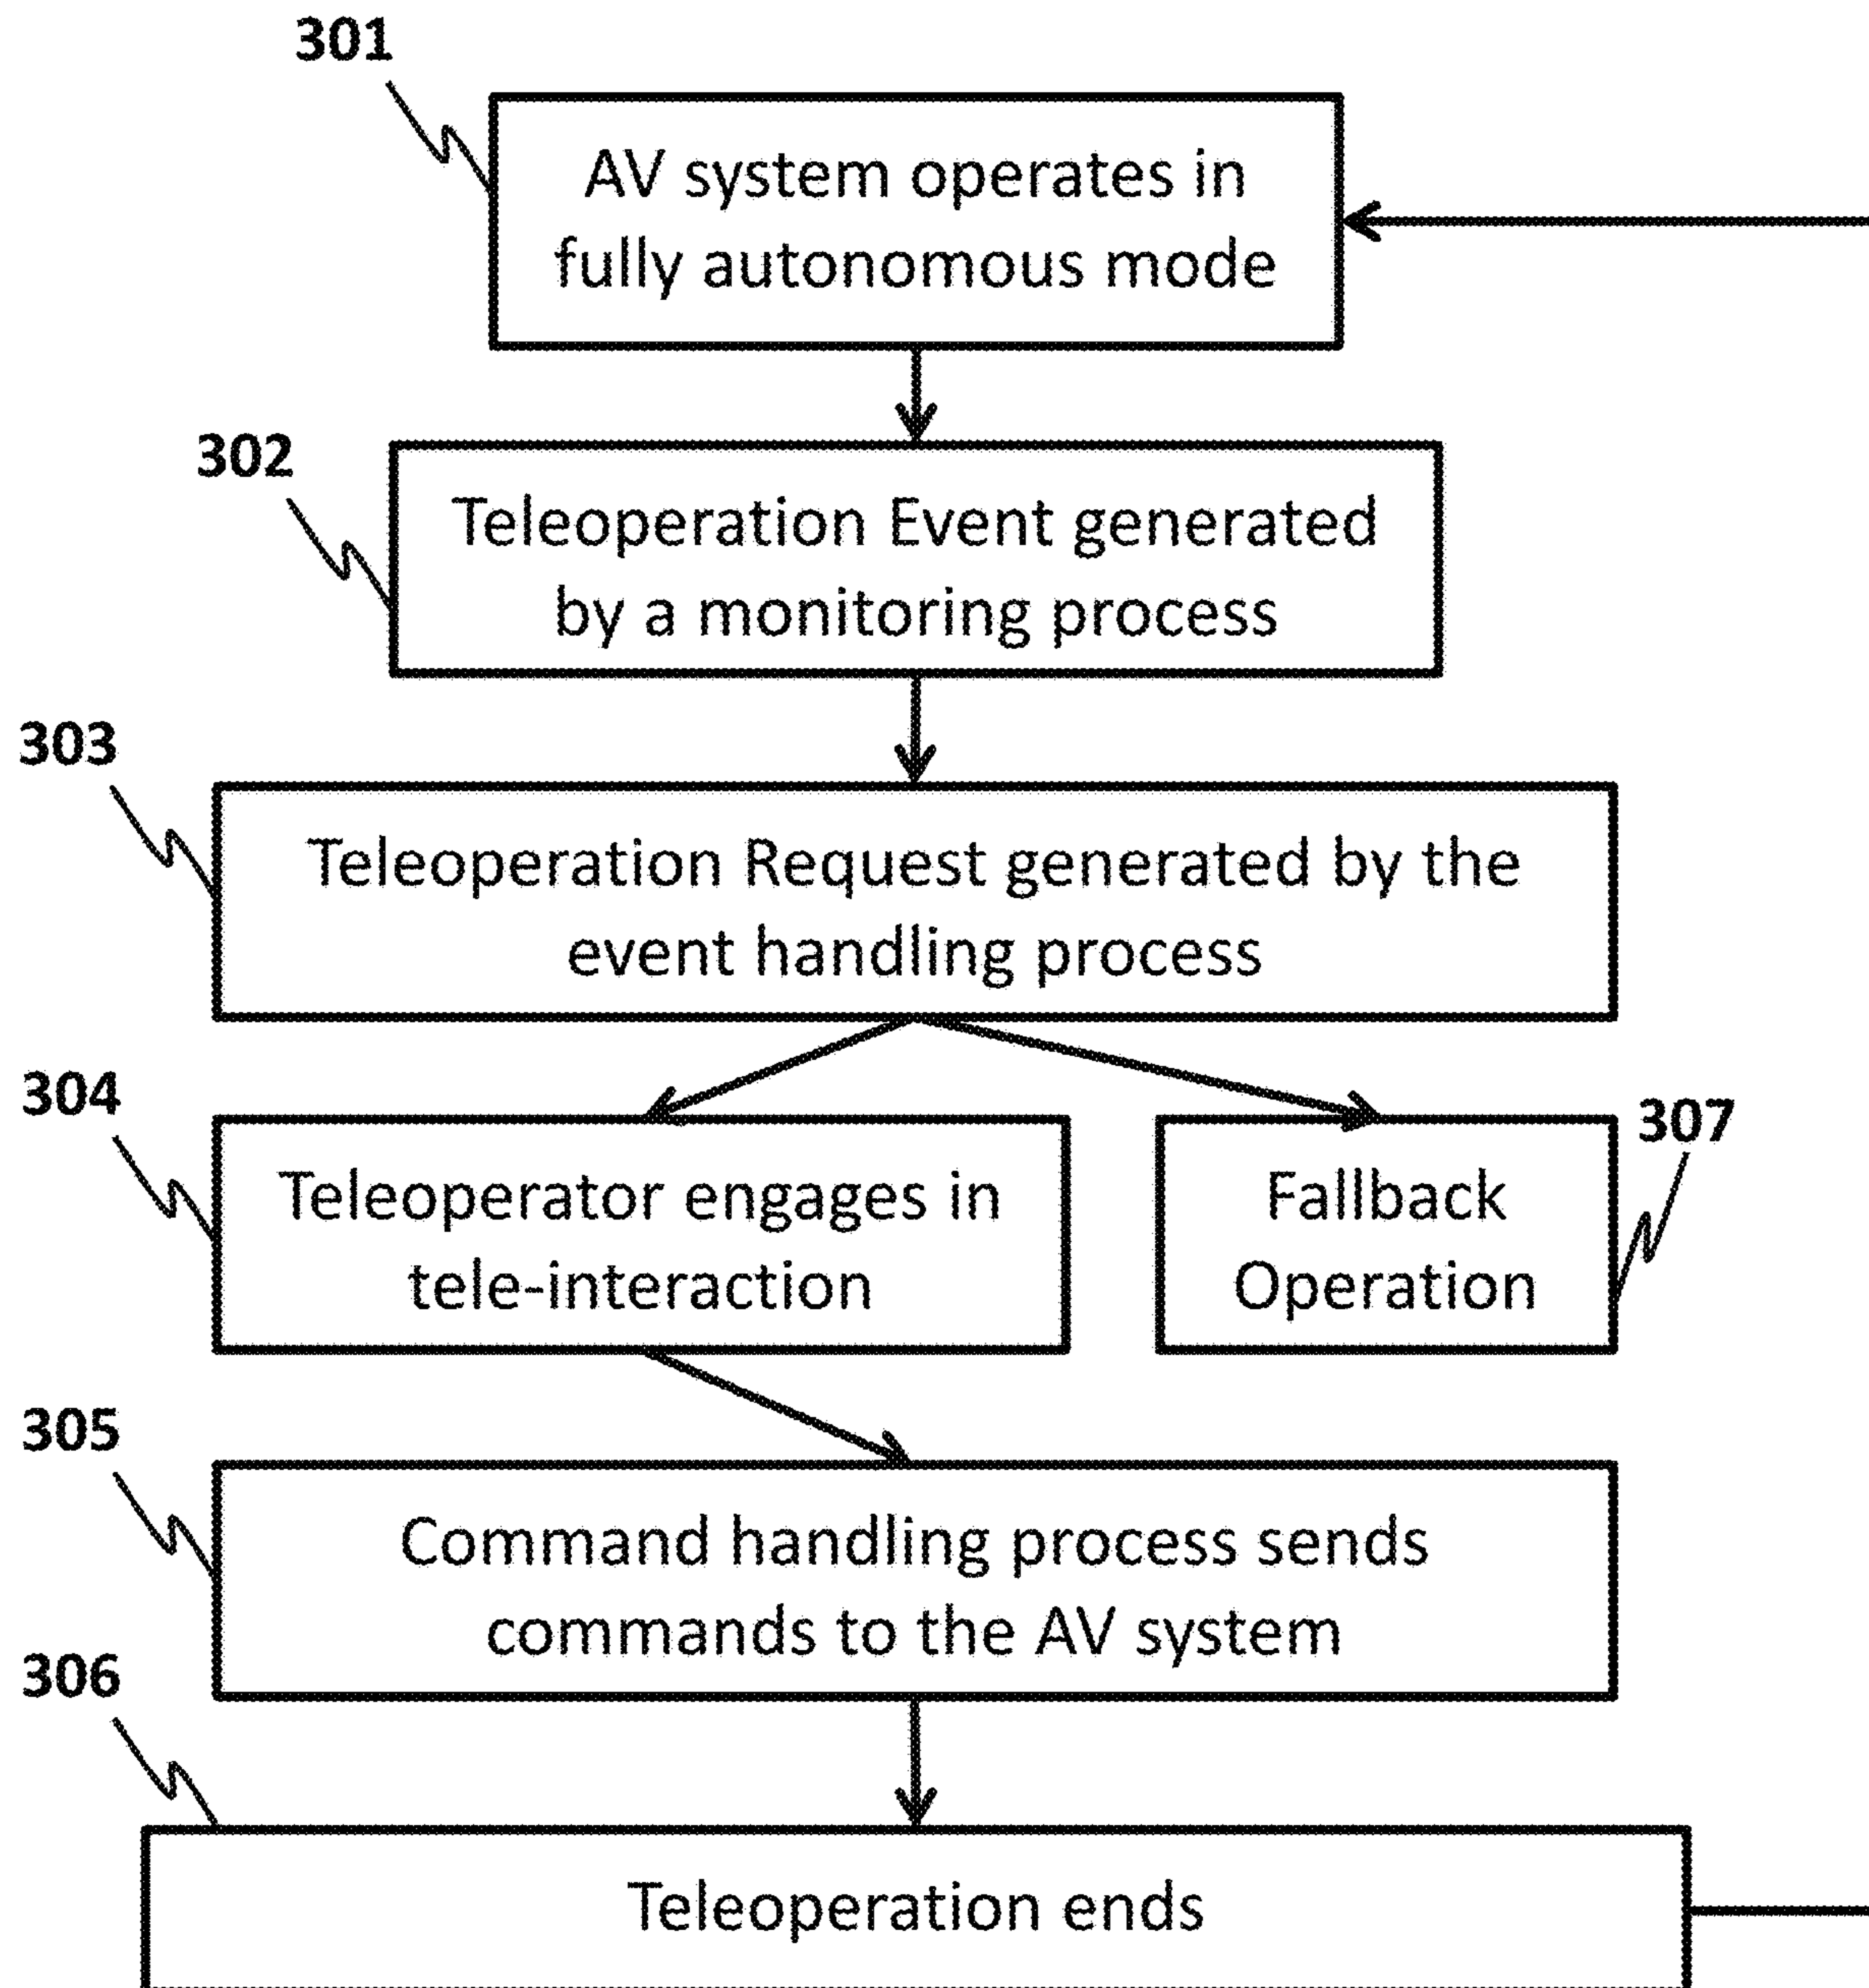 301
AV system operates in
fully autonomous mode
302
Teleoperation Event generated
by a monitoring process
303
Teleoperation Request generated by the
event handling process
304
Teleoperator engages in
tele-interaction
307
Fallback
Operation
305
Command handling process sends
commands to the AV system
306
Teleoperation ends